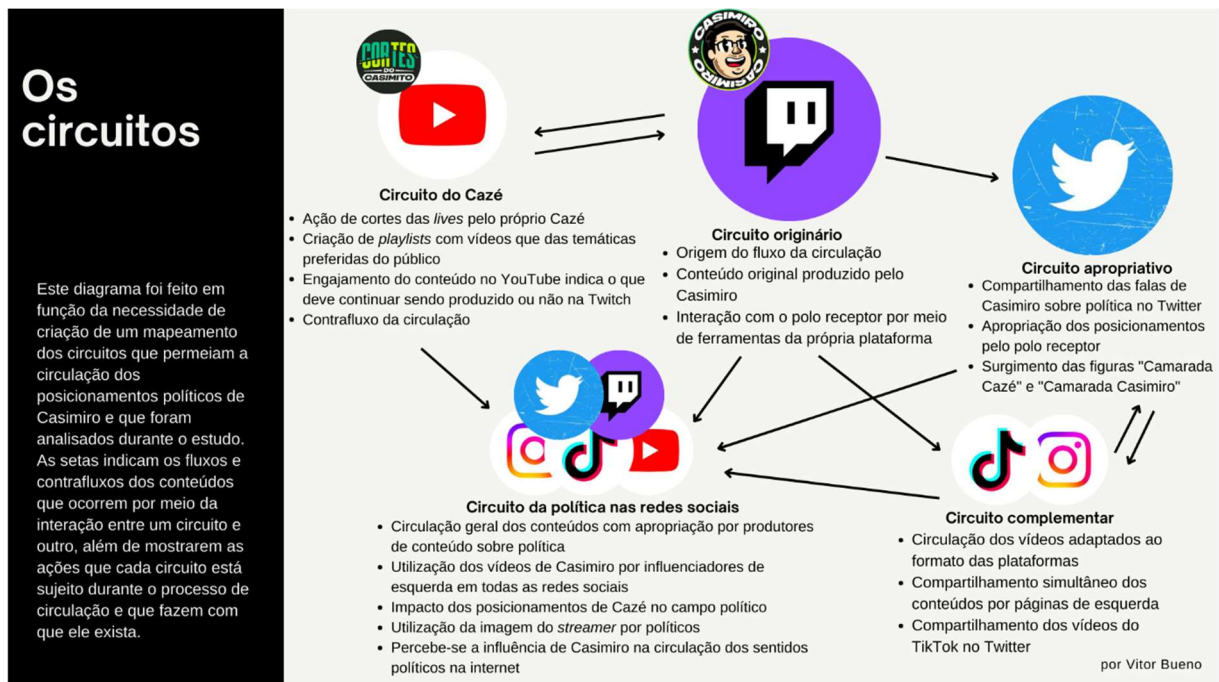 Os
circuitos
Este diagrama foi feito em
função da necessidade de
criação de um mapeamento
dos circuitos que permeiam a
circulação dos
posicionamentos políticos de
Casimiro e que foram
analisados durante o estudo.
As setas indicam os fluxos e
contrafluxos dos conteúdos
que ocorrem por meio da
interação entre um circuito e
outro, além de mostrarem as
ações que cada circuito está
sujeito durante o processo de
circulação e que fazem com
que ele exista.
CORTES
DO
CASIMITO
Circuito do Cazé
• Ação de cortes das lives pelo próprio Cazé
• Criação de playlists com vídeos que das temáticas
preferidas do público
• Engajamento do conteúdo no YouTube indica o que
deve continuar sendo produzido ou não na Twitch
• Contrafluxo da circulação
CASIMIRO
CASIMIRO
Circuito originário
• Origem do fluxo da circulação
• Conteúdo original produzido pelo
Casimiro
• Interação com o polo receptor por meio
de ferramentas da própria plataforma
Circuito apropriativo
• Compartilhamento das falas de
Casimiro sobre política no Twitter
• Apropriação dos posicionamentos
pelo polo receptor
• Surgimento das figuras "Camarada
Cazé" e "Camarada Casimiro"
Circuito da política nas redes sociais
• Circulação geral dos conteúdos com apropriação por produtores
de conteúdo sobre política
• Utilização dos vídeos de Casimiro por influenciadores de
esquerda em todas as redes sociais
• Impacto dos posicionamentos de Cazé no campo político
• Utilização da imagem do streamer por políticos
• Percebe-se a influência de Casimiro na circulação dos sentidos
políticos na internet
Circuito complementar
• Circulação dos vídeos adaptados ao
formato das plataformas
• Compartilhamento simultâneo dos
conteúdos por páginas de esquerda
• Compartilhamento dos vídeos do
TikTok no Twitter
por Vitor Bueno